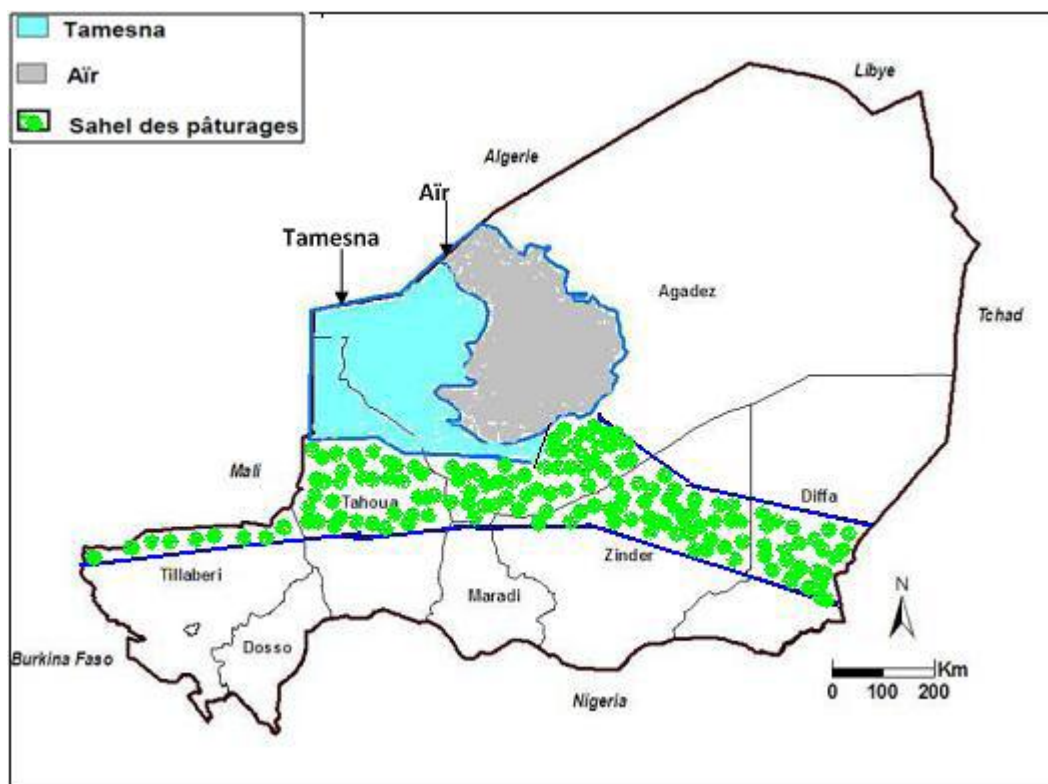 Tamesna
Aïr
Sahel des pâturages
Libye
Algerie
Aïr
Tamesna
Agadez
Tchad
Mali
Tahoua
Diffa
Zinder
Tillaberi
Maradi
N
Dosso
Burkina Faso
Km
0 100 200
Nigeria